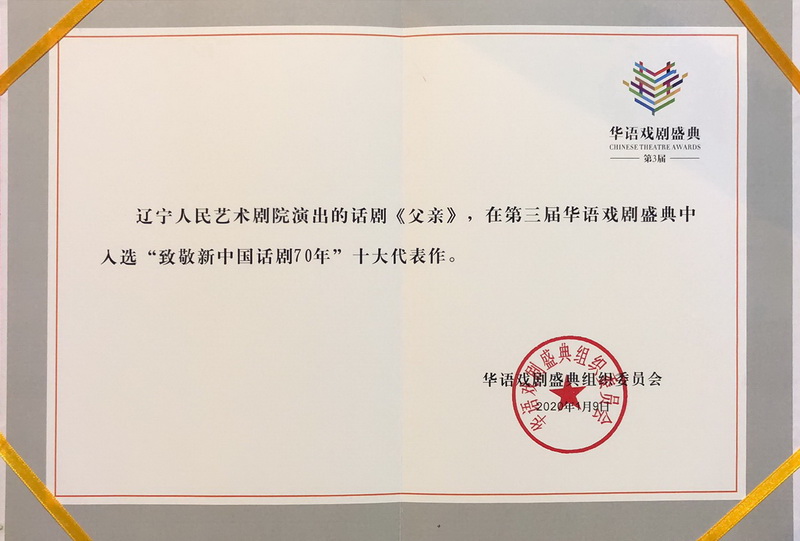 华语戏剧盛典
CHINESE THEATRE AWARDS
第3届
辽宁人民艺术剧院演出的话剧《父亲》，在第三届华语戏剧盛典中
入选“致敬新中国话剧70年”十大代表作。
华语戏剧盛典组织委员会
2020年1月9日
华语戏剧盛典组织委员会